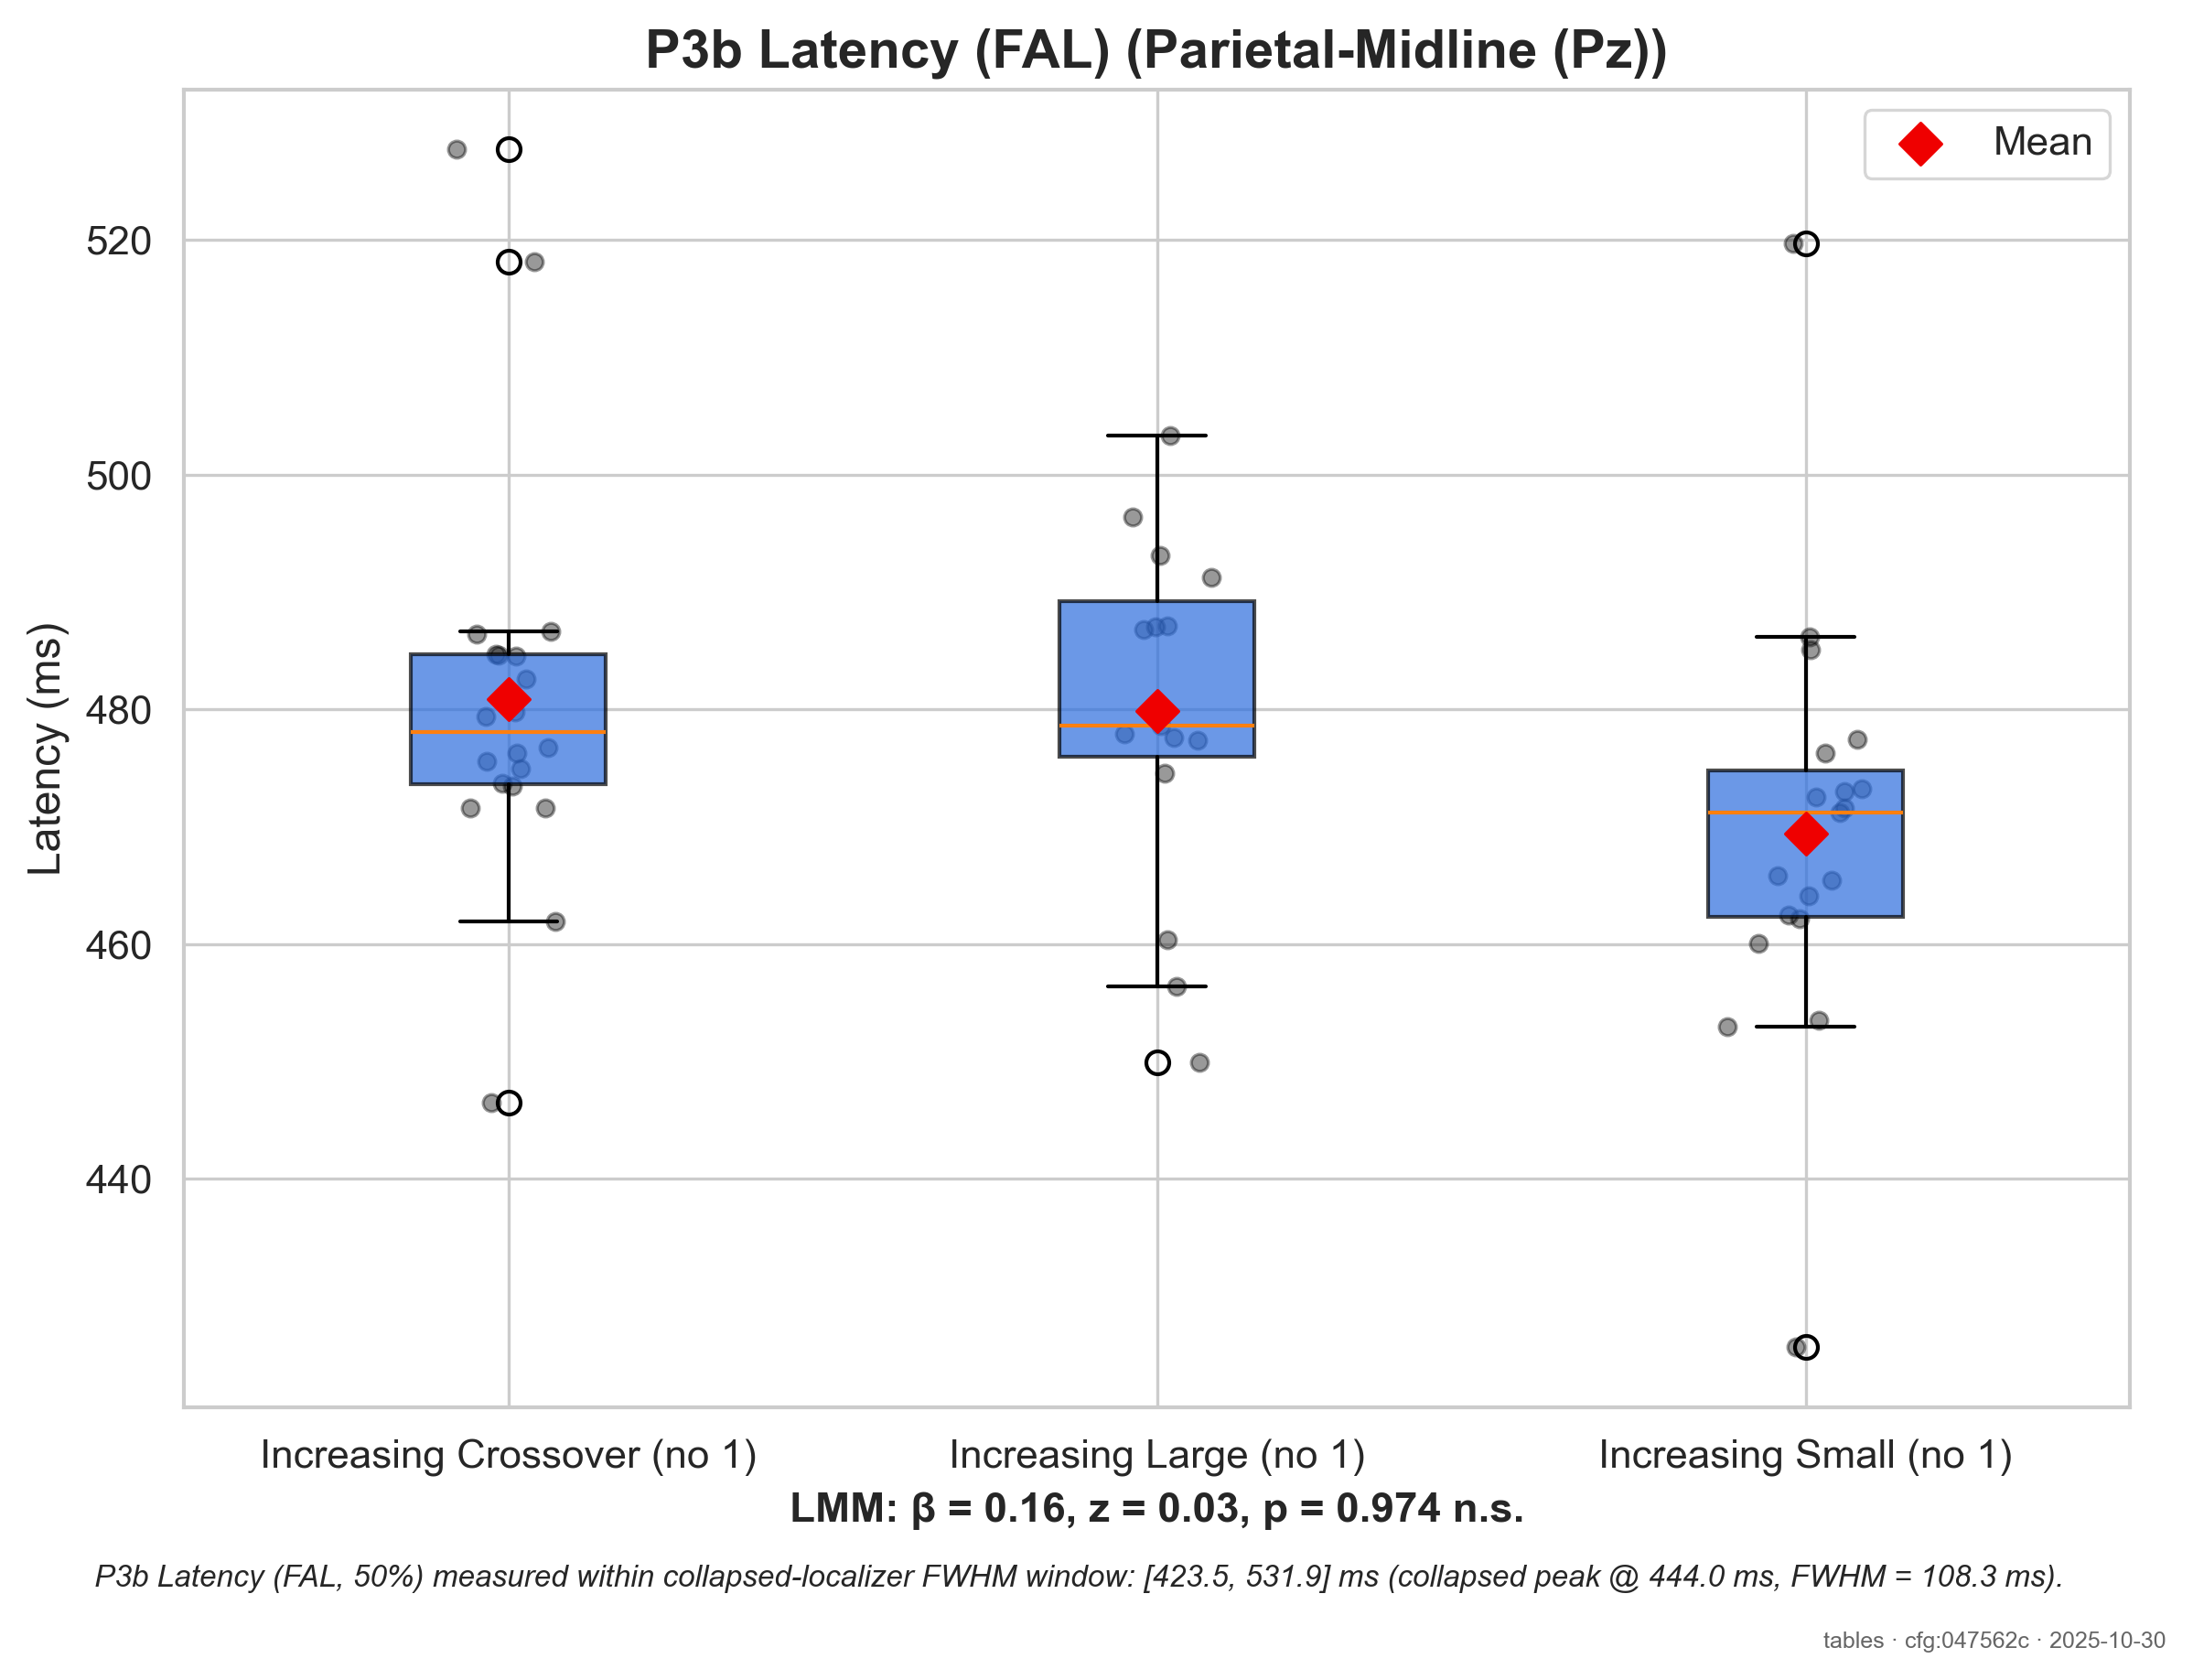 P3b Latency (FAL) (Parietal-Midline (Pz))
Mean
520
500
480
460
440
Latency (ms)
Increasing Crossover (no 1)
Increasing Large (no 1)
Increasing Small (no 1)
LMM: β = 0.16, z = 0.03, p = 0.974 n.s.
P3b Latency (FAL, 50%) measured within collapsed-localizer FWHM window: [423.5, 531.9] ms (collapsed peak @ 444.0 ms, FWHM = 108.3 ms).
tables · cfg:047562c · 2025-10-30